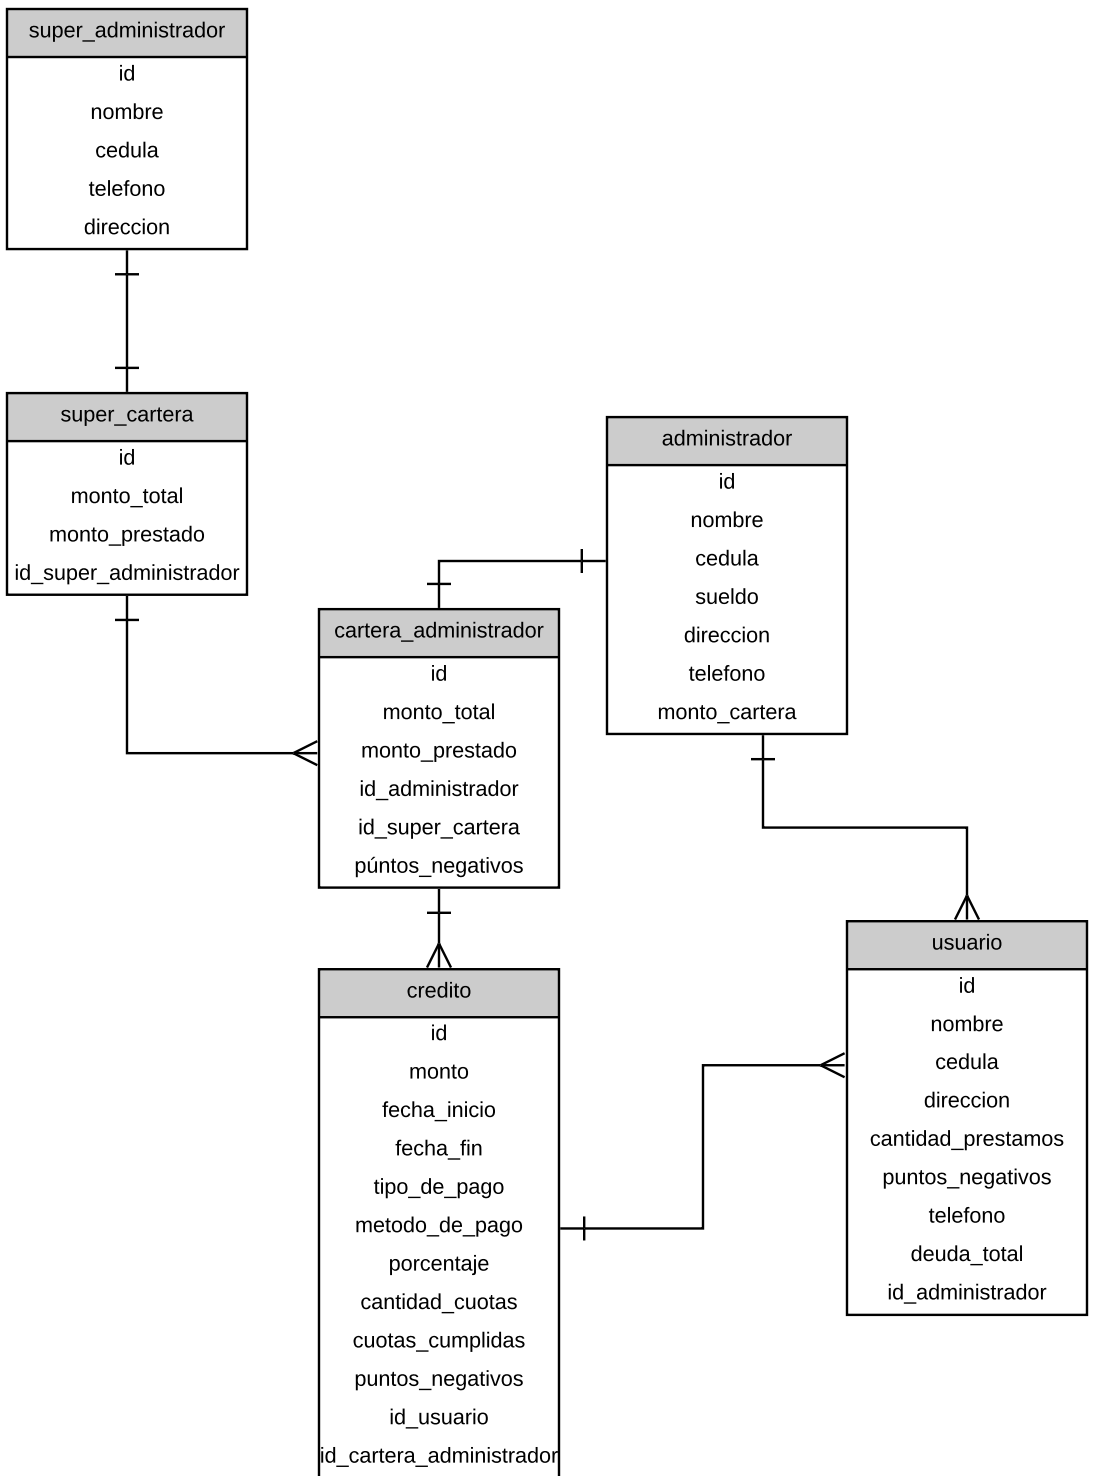 super_administrador
id
nombre
cedula
telefono
direccion
super_cartera
id
monto_total
monto_prestado
id_super_administrador
administrador
id
nombre
cedula
sueldo
direccion
telefono
monto_cartera
cartera_administrador
id
monto_total
monto_prestado
id_administrador
id_super_cartera
púntos_negativos
credito
id
monto
fecha_inicio
fecha_fin
tipo_de_pago
metodo_de_pago
porcentaje
cantidad_cuotas
cuotas_cumplidas
puntos_negativos
id_usuario
id_cartera_administrador
usuario
id
nombre
cedula
direccion
cantidad_prestamos
puntos_negativos
telefono
deuda_total
id_administrador